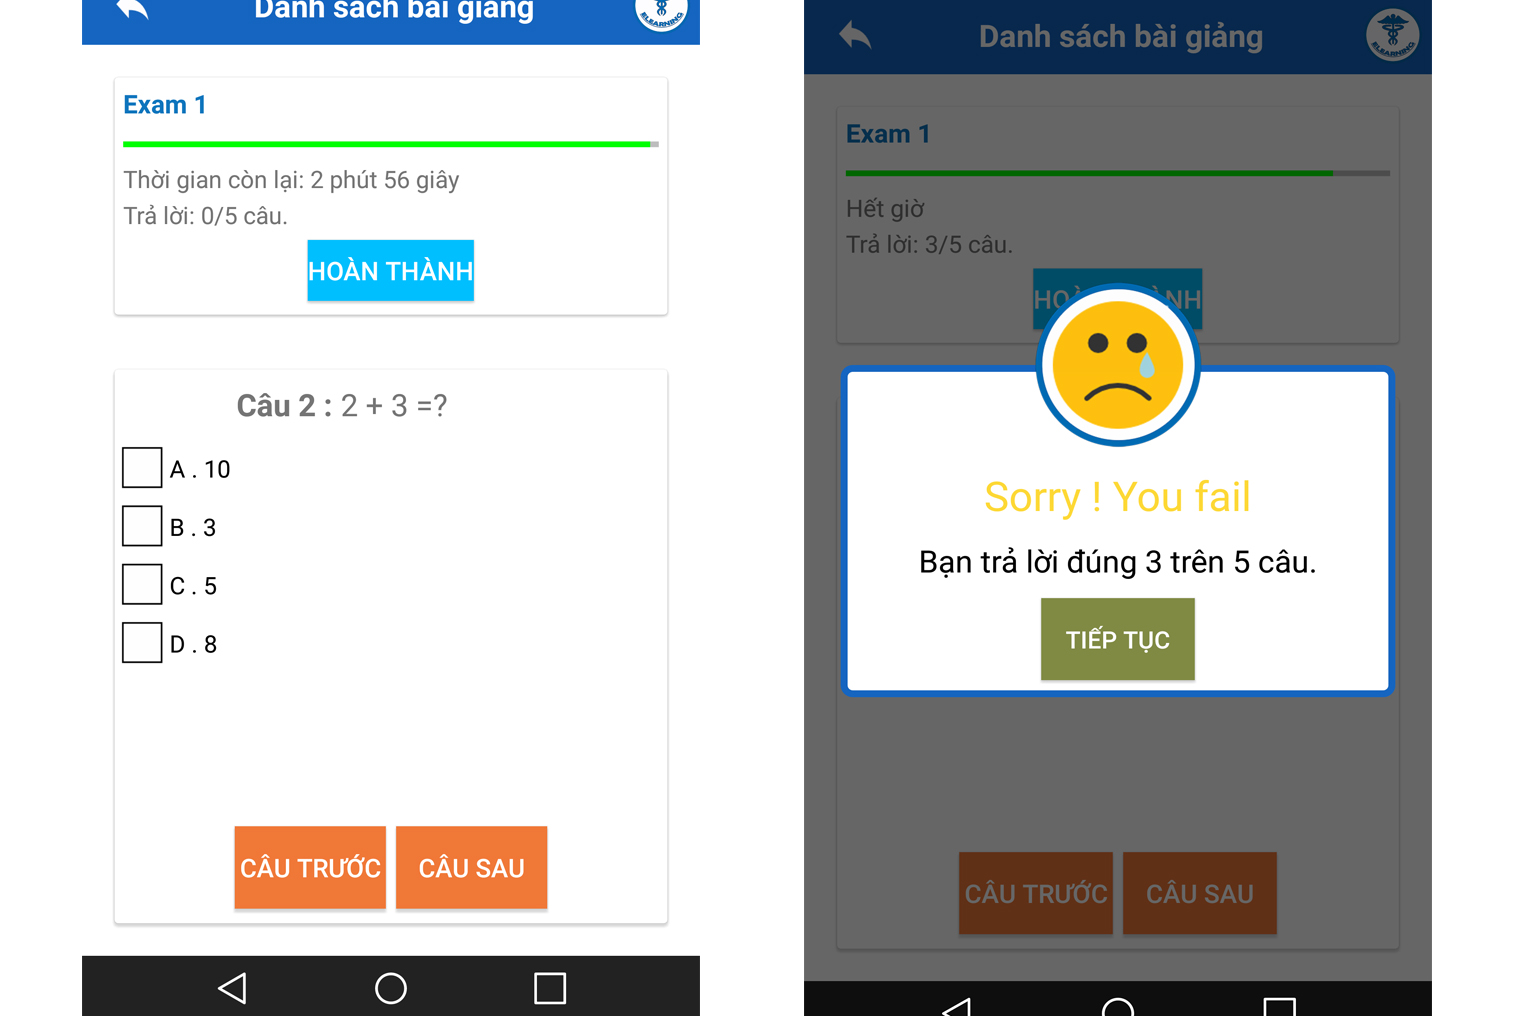 Danh sách bài giảng
ELEARNING
Exam 1
Thời gian còn lại: 2 phút 56 giây
Trả lời: 0/5 câu.
HOÀN THÀNH
Câu 2 : 2 + 3 =?
A . 10
B . 3
C . 5
D . 8
CÂU TRƯỚC
CÂU SAU
Danh sách bài giảng
ELEARNING
Exam 1
Hết giờ
Trả lời: 3/5 câu.
Sorry ! You fail
Bạn trả lời đúng 3 trên 5 câu.
TIẾP TỤC
CÂU TRƯỚC
CÂU SAU